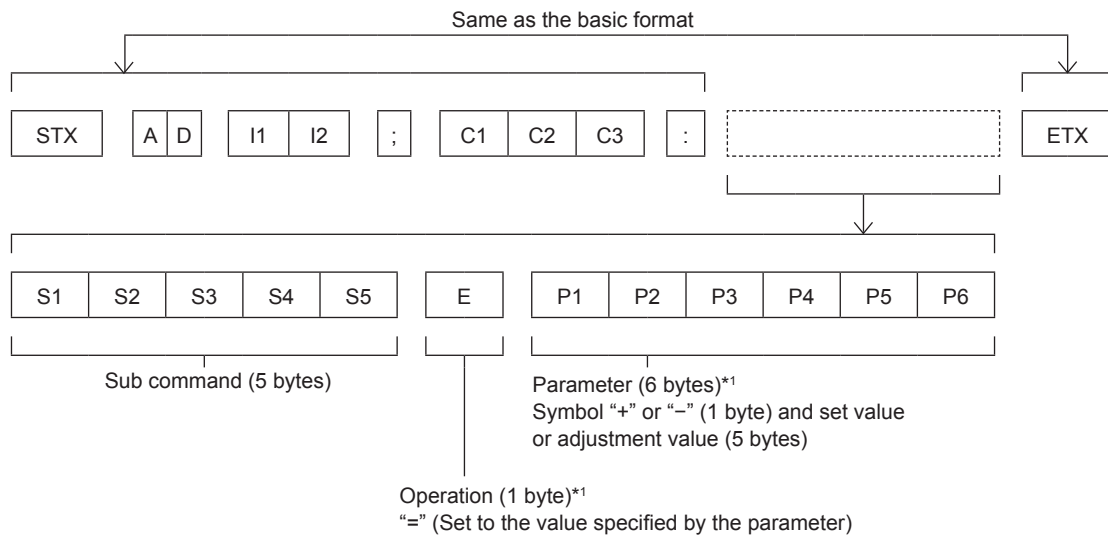 Same as the basic format
STX A D I1 I2 ; C1 C2 C3 : ETX
S1 S2 S3 S4 S5 E P1 P2 P3 P4 P5 P6
Sub command (5 bytes)
Parameter (6 bytes)*1
Symbol “+” or “−” (1 byte) and set value
or adjustment value (5 bytes)
Operation (1 byte)*1
“=” (Set to the value specified by the parameter)